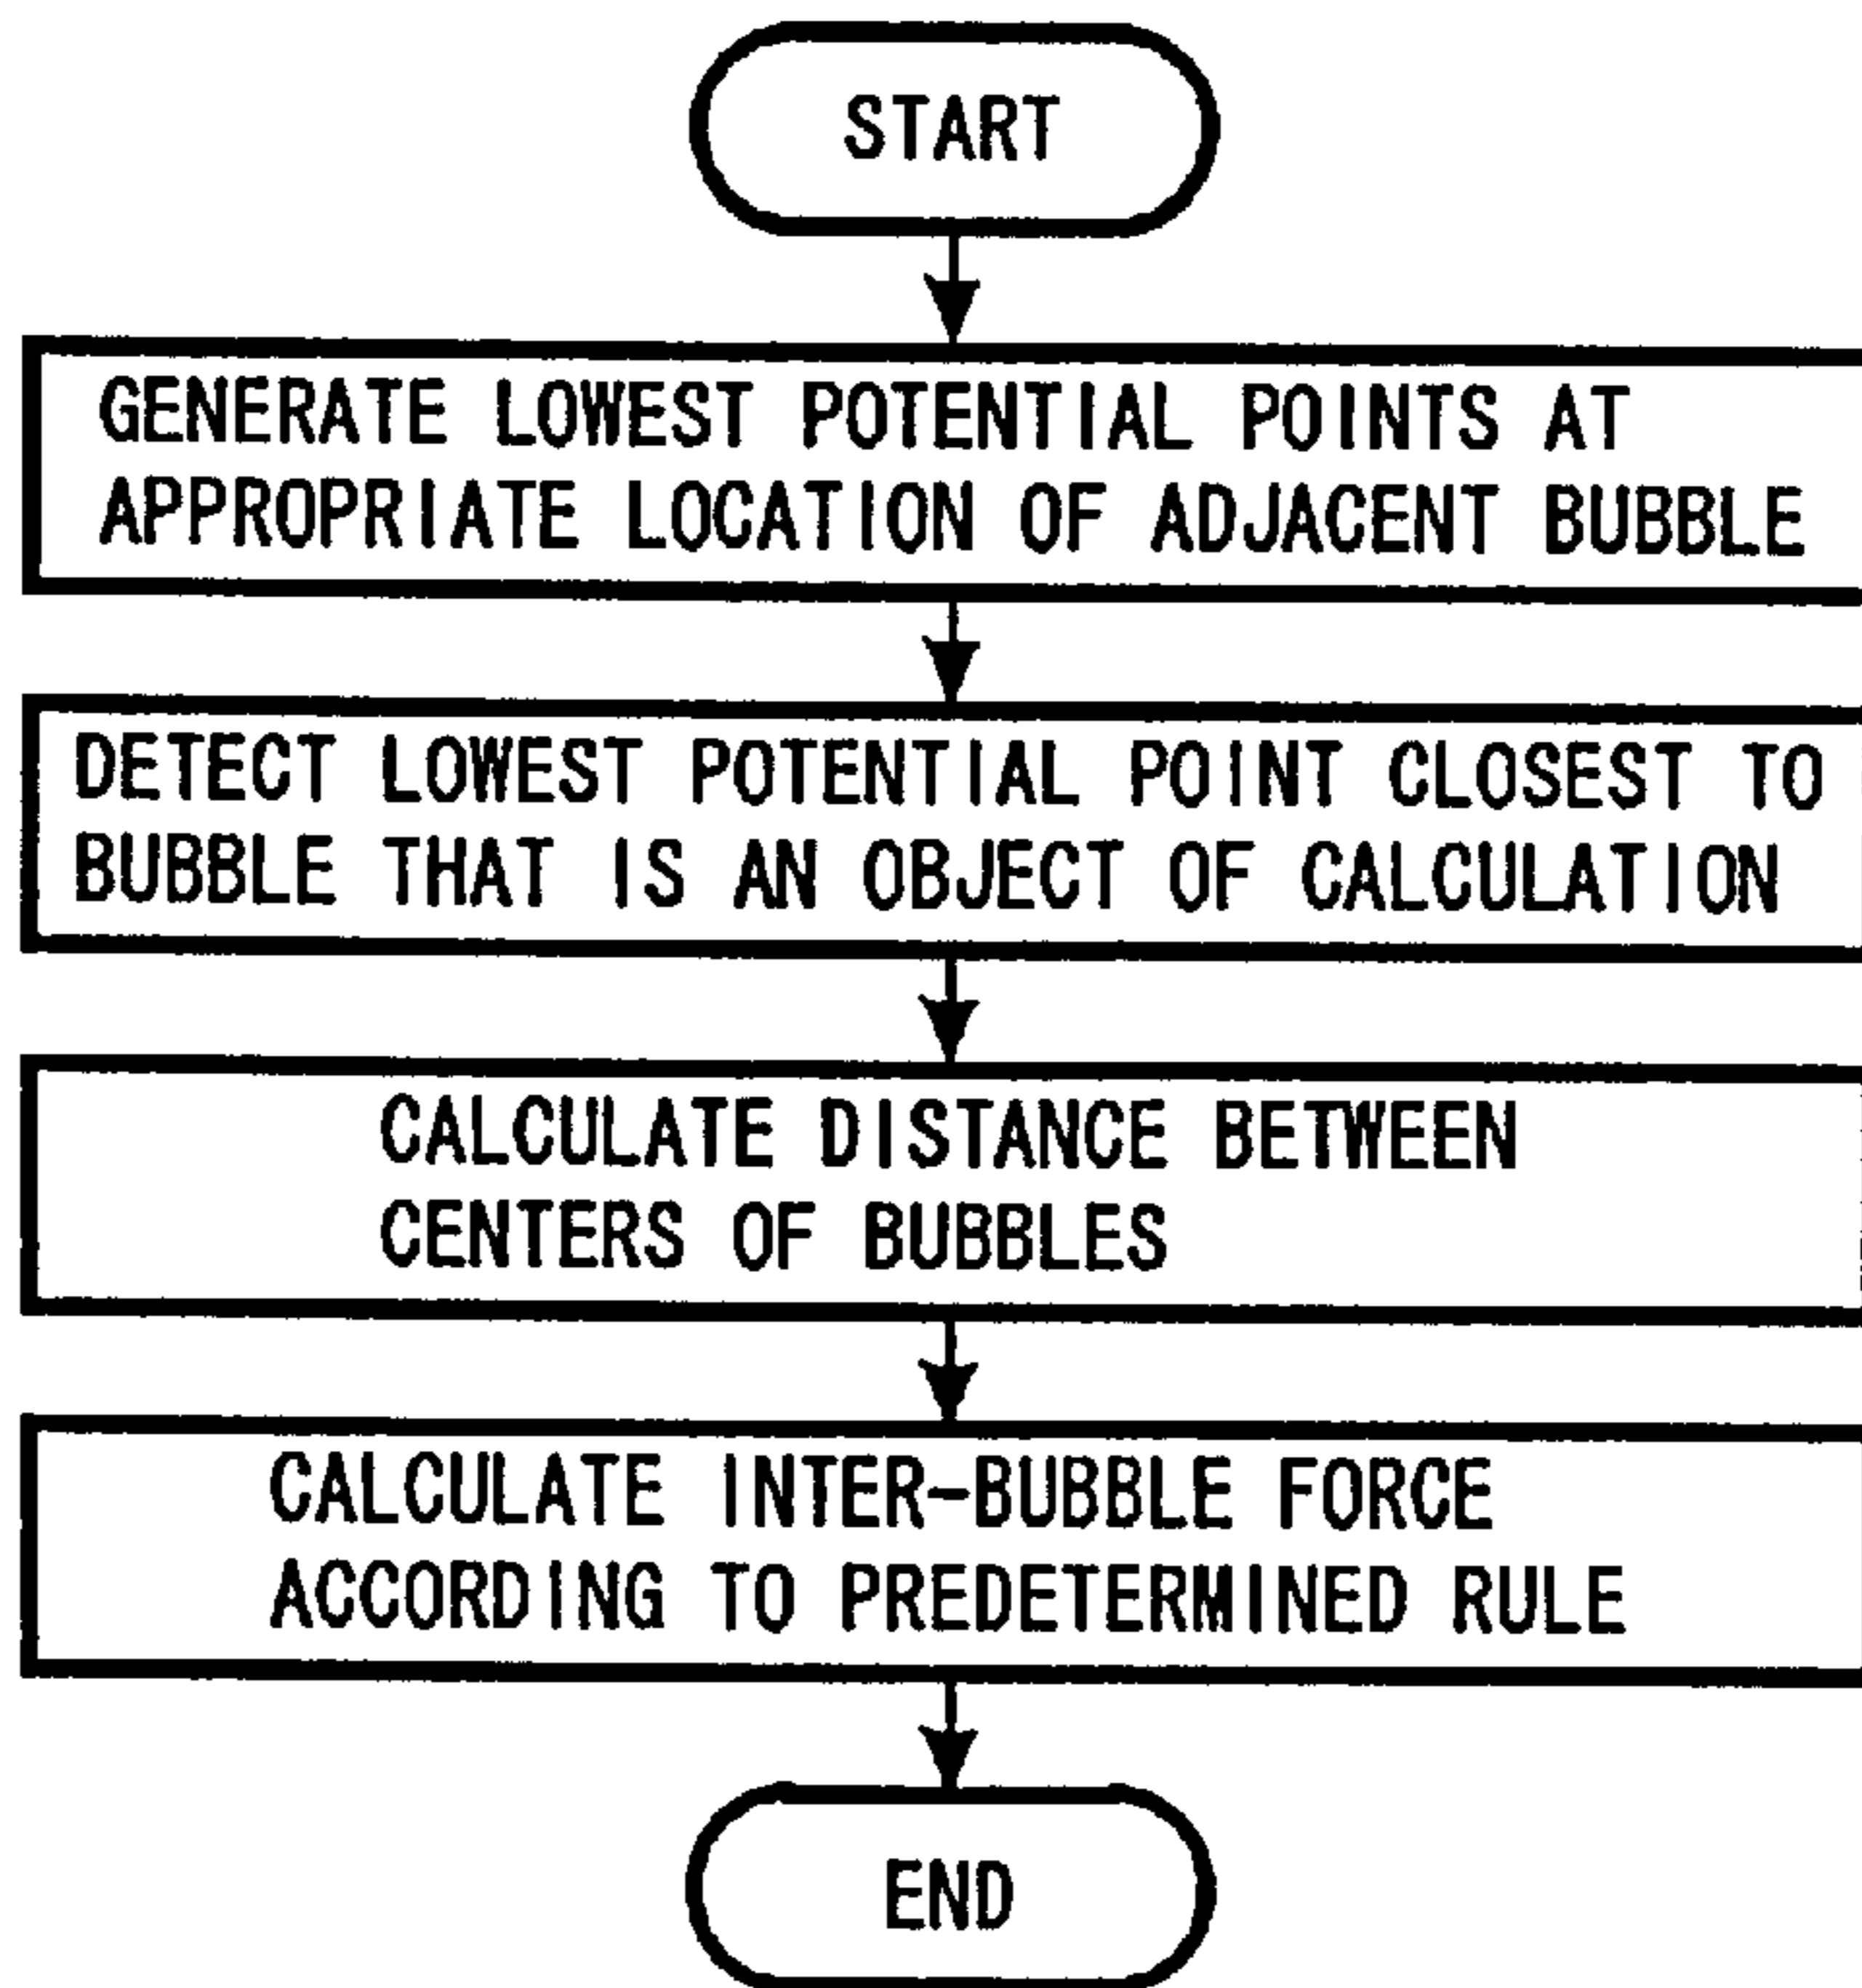 START
GENERATE LOWEST POTENTIAL POINTS AT
APPROPRIATE LOCATION OF ADJACENT BUBBLE
DETECT LOWEST POTENTIAL POINT CLOSEST TO
BUBBLE THAT IS AN OBJECT OF CALCULATION
CALCULATE DISTANCE BETWEEN
CENTERS OF BUBBLES
CALCULATE INTER-BUBBLE FORCE
ACCORDING TO PREDETERMINED RULE
END